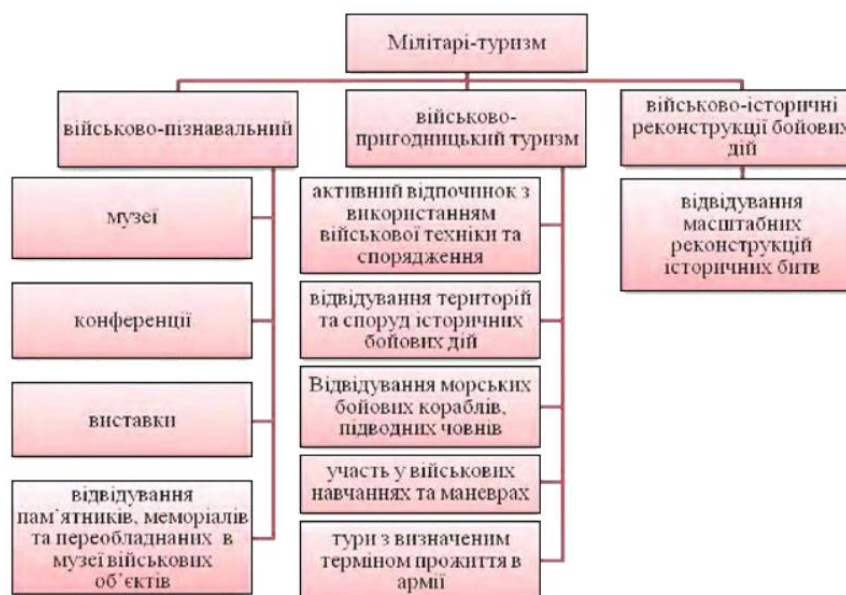 Мілітарі-туризм
військово-пізнавальний
музеї
конференції
виставки
відвідування
пам᾽ятників, меморіалів
та переобладнаних в
музеї військових
об᾽єктів
військово-
пригодницький туризм
активний відпочинок з
використанням
військової техніки та
спорядження
відвідування територій
та споруд історичних
бойових дій
Відвідування морських
бойових кораблів,
підводних човнів
участь у військових
навчаннях та маневрах
тури з визначеним
терміном прожиття в
армії
військово-історичні
реконструкції бойових
дій
відвідування
масштабних
реконструкцій
історичних битв